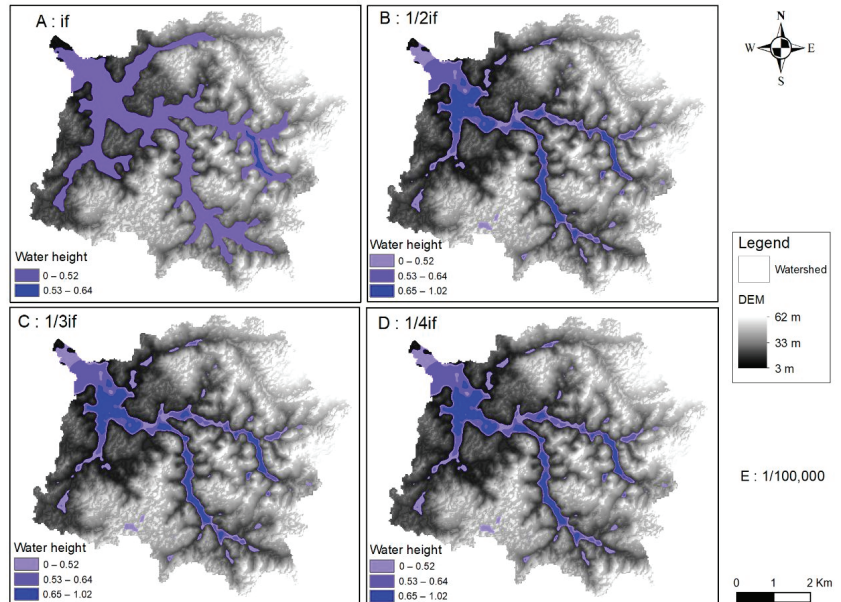 A : if
Water height
0 – 0.52
0.53 – 0.64
B : 1/2if
Water height
0 – 0.52
0.53 – 0.64
0.65 – 1.02
C : 1/3if
Water height
0 – 0.52
0.53 – 0.64
0.65 – 1.02
D : 1/4if
Water height
0 – 0.52
0.53 – 0.64
0.65 – 1.02
N
W E
S
Legend
Watershed
DEM
62 m
33 m
3 m
E : 1/100,000
0 1 2 Km